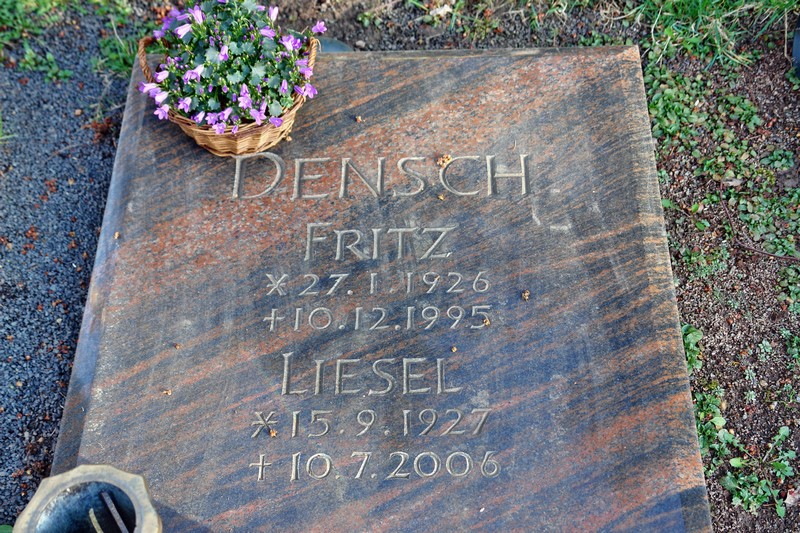 DENSCH
FRITZ
* 27. 1. 1926
† 10.12.1995
LIESEL
* 15.9.1927
† 10.7.2006